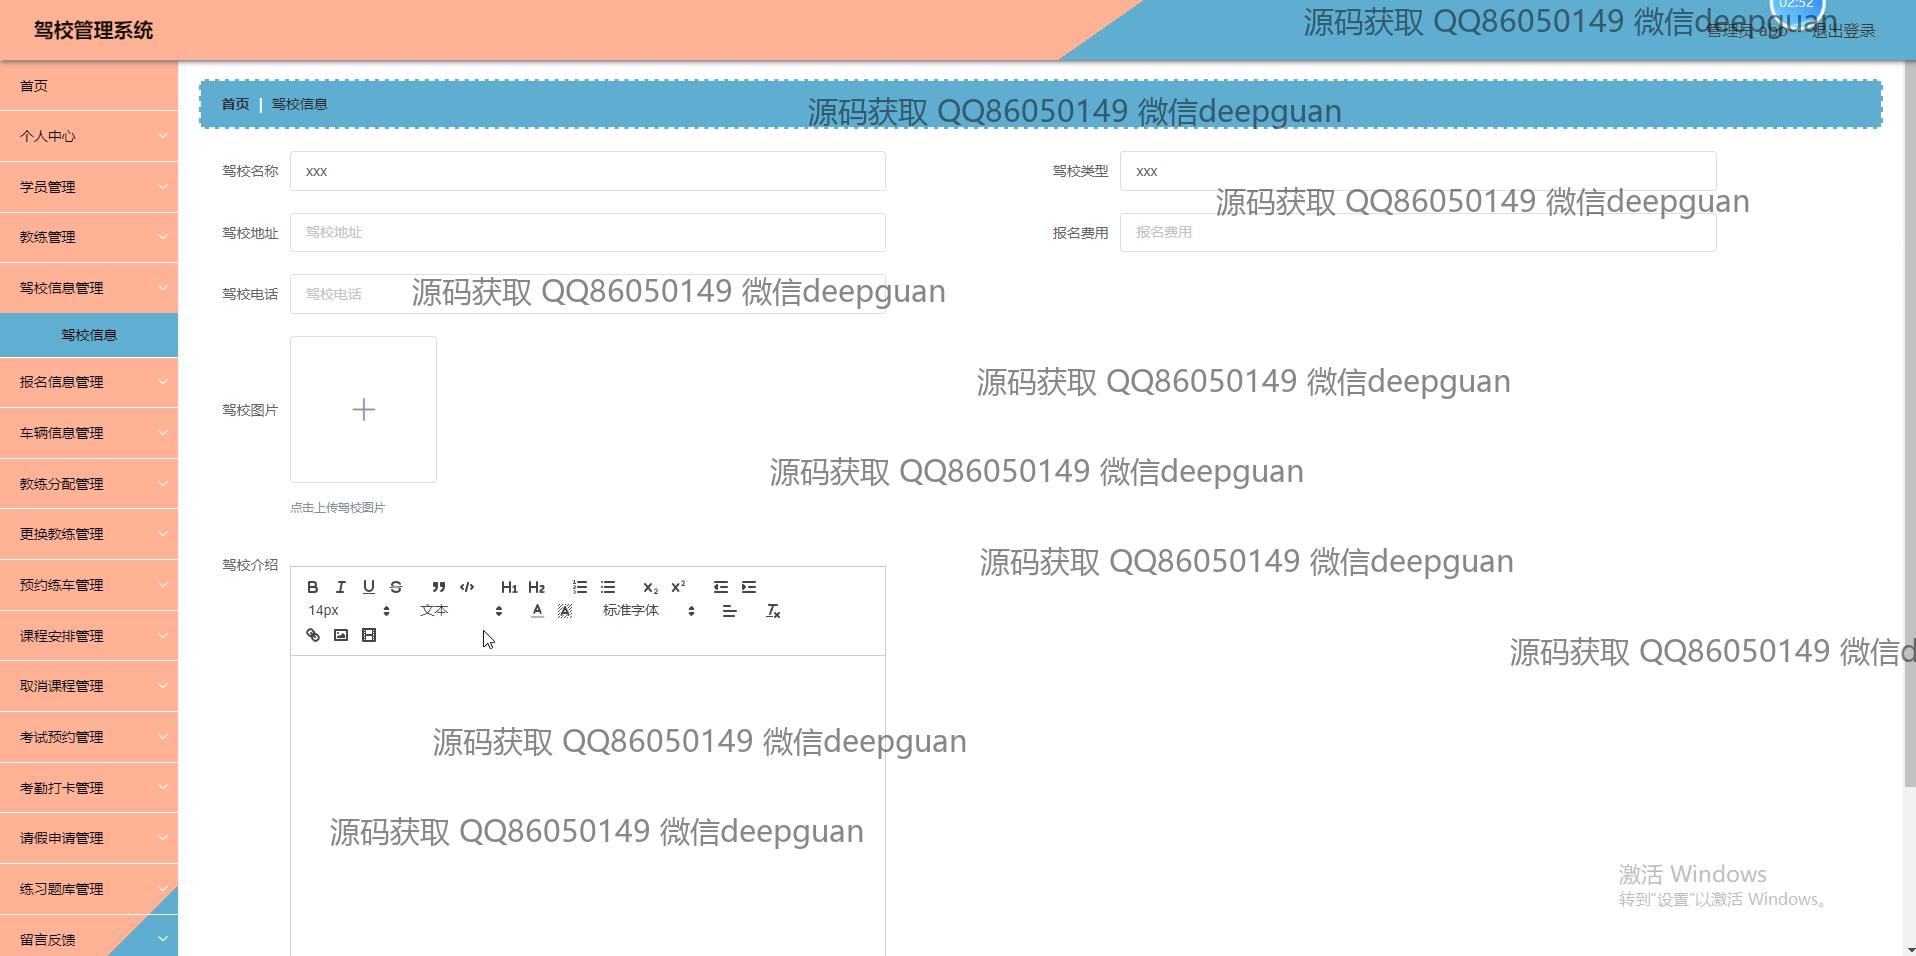 驾校管理系统
源码获取 QQ86050149 微信deepguan
02:52
管理员 abo
退出登录
首页
个人中心
学员管理
教练管理
驾校信息管理
驾校信息
报名信息管理
车辆信息管理
教练分配管理
更换教练管理
预约练车管理
课程安排管理
取消课程管理
考试预约管理
考勤打卡管理
请假申请管理
练习题库管理
留言反馈
首页 | 驾校信息
源码获取 QQ86050149 微信deepguan
驾校名称 xxx
驾校类型 xxx
源码获取 QQ86050149 微信deepguan
驾校地址 驾校地址
报名费用 报名费用
驾校电话 驾校电话
源码获取 QQ86050149 微信deepguan
源码获取 QQ86050149 微信deepguan
驾校图片
源码获取 QQ86050149 微信deepguan
点击上传驾校图片
源码获取 QQ86050149 微信deepguan
驾校介绍
B I U S H1 H2 X2 X2
14px 文本 A A 标准字体 Tx
源码获取 QQ86050149 微信d
源码获取 QQ86050149 微信deepguan
源码获取 QQ86050149 微信deepguan
激活 Windows
转到"设置"以激活 Windows。